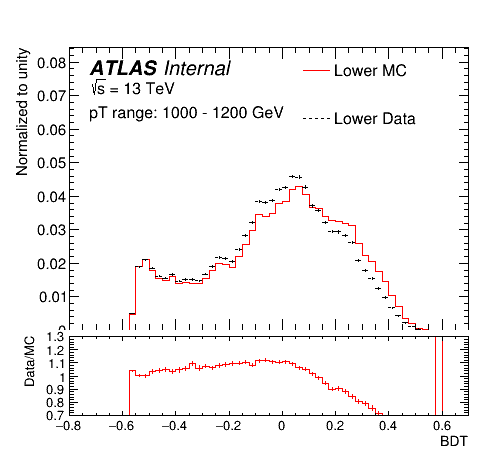 ATLAS Internal
√s = 13 TeV
pT range: 1000 - 1200 GeV
Lower MC
Lower Data
Normalized to unity
0.08
0.07
0.06
0.05
0.04
0.03
0.02
0.01
Data/MC
1.3
1.2
1.1
1
0.9
0.8
0.7
−0.8 −0.6 −0.4 −0.2 0 0.2 0.4 0.6
BDT